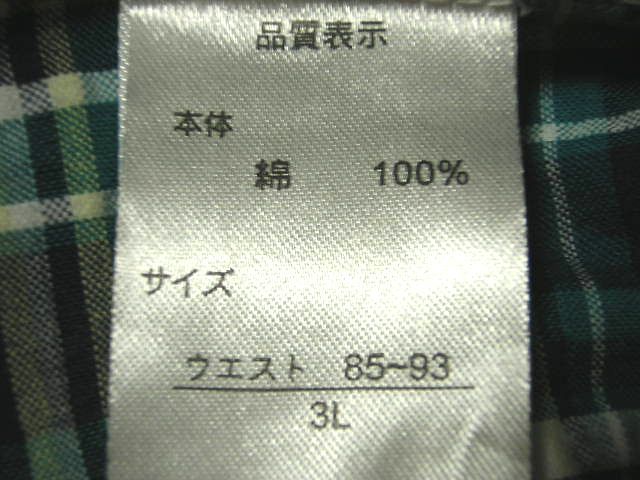 品質表示
本体
綿 100%
サイズ
ウエスト 85~93
3L